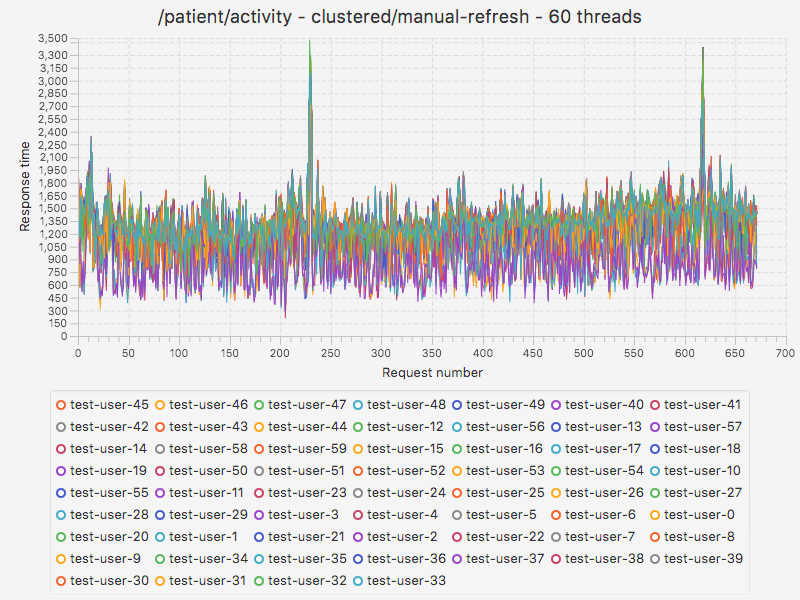 /patient/activity - clustered/manual-refresh - 60 threads
3,500
3,300
3,150
3,000
2,850
2,700
2,550
2,400
2,250
2,100
1,950
1,800
1,650
1,500
1,350
1,200
1,050
900
750
600
450
300
150
0
Response time
0 50 100 150 200 250 300 350 400 450 500 550 600 650 700
Request number
test-user-45 test-user-46 test-user-47 test-user-48 test-user-49 test-user-40 test-user-41
test-user-42 test-user-43 test-user-44 test-user-12 test-user-56 test-user-13 test-user-57
test-user-14 test-user-58 test-user-59 test-user-15 test-user-16 test-user-17 test-user-18
test-user-19 test-user-50 test-user-51 test-user-52 test-user-53 test-user-54 test-user-10
test-user-55 test-user-11 test-user-23 test-user-24 test-user-25 test-user-26 test-user-27
test-user-28 test-user-29 test-user-3 test-user-4 test-user-5 test-user-6 test-user-0
test-user-20 test-user-1 test-user-21 test-user-2 test-user-22 test-user-7 test-user-8
test-user-9 test-user-34 test-user-35 test-user-36 test-user-37 test-user-38 test-user-39
test-user-30 test-user-31 test-user-32 test-user-33